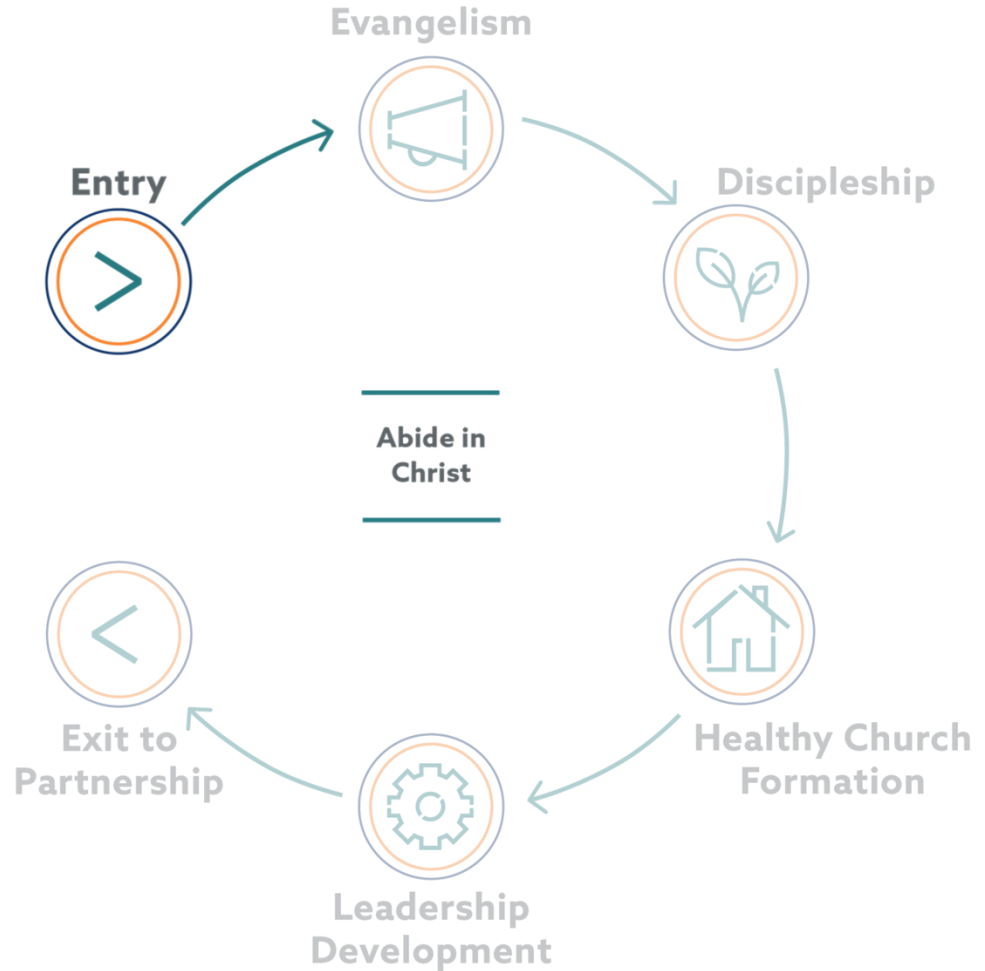 Evangelism
Entry
Discipleship
Abide in
Christ
Exit to
Partnership
Healthy Church
Formation
Leadership
Development